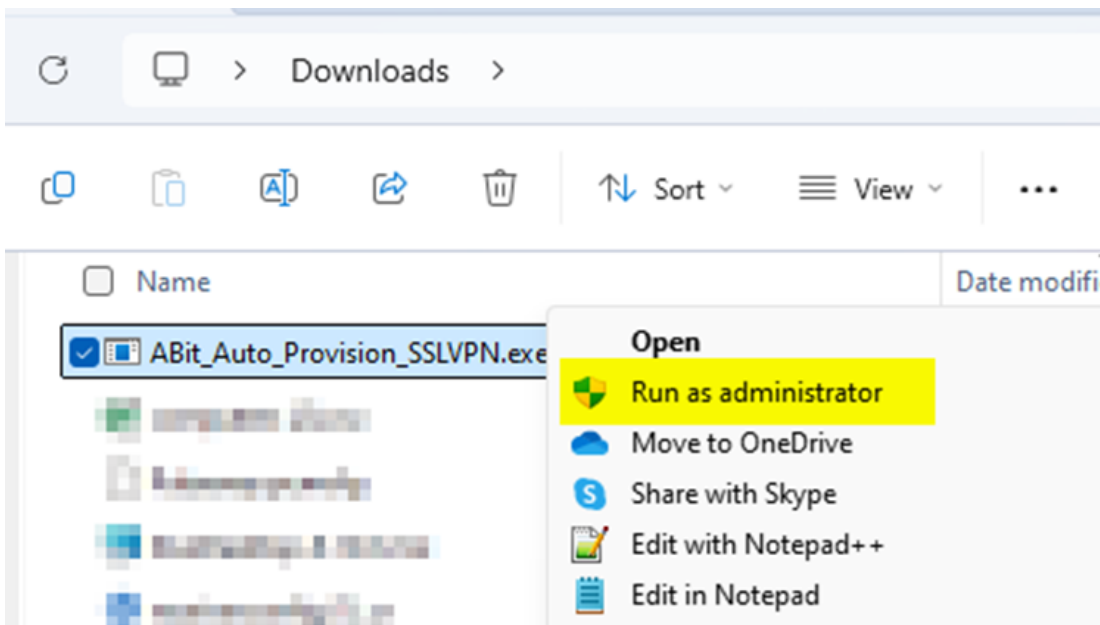 Downloads
Sort
View
Name
Date modifi
ABit_Auto_Provision_SSLVPN.exe
Open
Run as administrator
Move to OneDrive
Share with Skype
Edit with Notepad++
Edit in Notepad